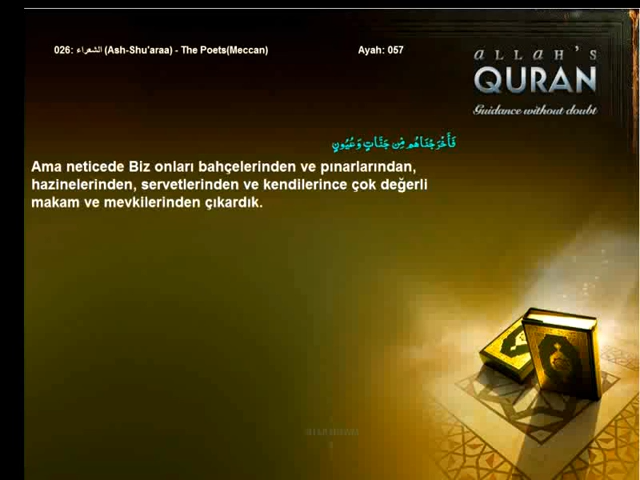 026: الشعراء (Ash-Shu'araa) - The Poets(Meccan) Ayah: 057
ALLAH'S
QURAN
Guidance without doubt
فَأَخْرَجْنَاهُم مِّن جَنَّاتٍ وَعُيُونٍ
Ama neticede Biz onları bahçelerinden ve pınarlarından,
hazinelerinden, servetlerinden ve kendilerince çok değerli
makam ve mevkilerinden çıkardık.